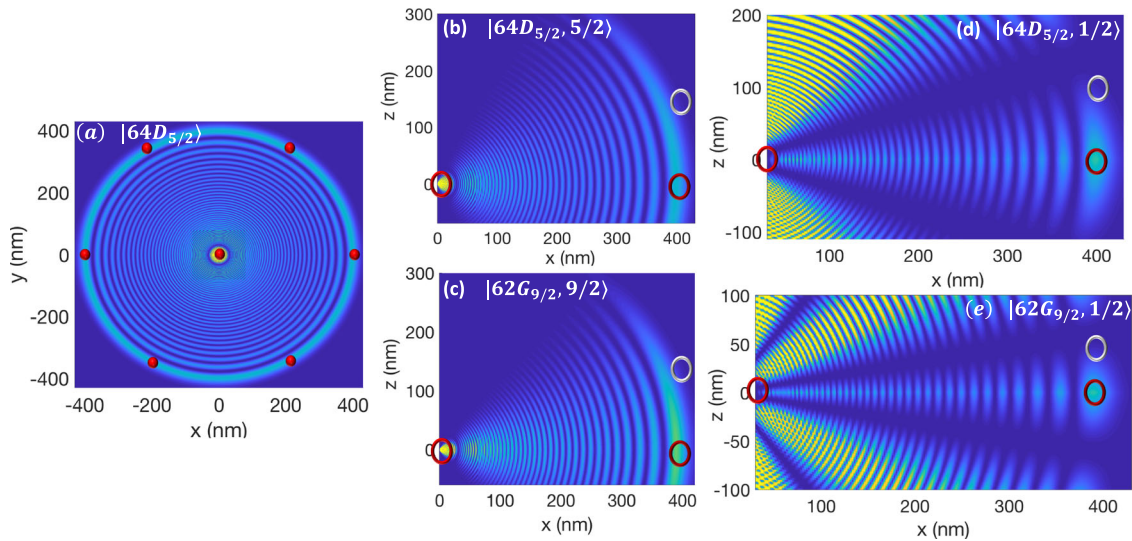 (a) |64D5/2⟩
400
200
0
-200
-400
y (nm)
-400 -200 0 200 400
x (nm)
(b) |64D5/2, 5/2⟩
300
200
100
0
z (nm)
0 100 200 300 400
x (nm)
(c) |62G9/2, 9/2⟩
300
200
100
0
z (nm)
0 100 200 300 400
x (nm)
(d) |64D5/2, 1/2⟩
200
100
0
-100
z (nm)
100 200 300 400
x (nm)
(e) |62G9/2, 1/2⟩
100
50
0
-50
-100
z (nm)
100 200 300 400
x (nm)